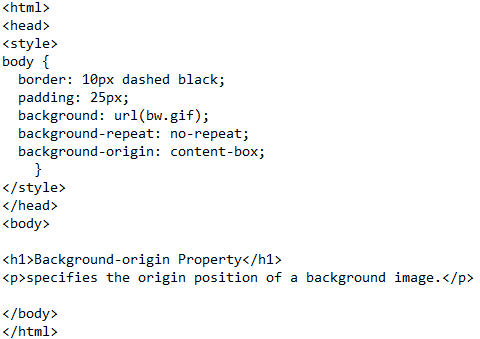 <html>
<head>
<style>
body {
  border: 10px dashed black;
  padding: 25px;
  background: url(bw.gif);
  background-repeat: no-repeat;
  background-origin: content-box;
    }
</style>
</head>
<body>

<h1>Background-origin Property</h1>
<p>specifies the origin position of a background image.</p>

</body>
</html>